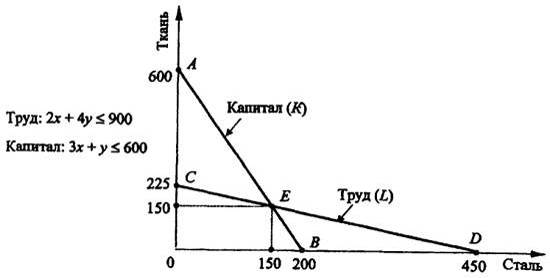 Ткань
A
600
Капитал (K)
Труд: 2x + 4y ≤ 900
Капитал: 3x + y ≤ 600
225
C
E
Труд (L)
150
B
D
0
150
200
450
Сталь